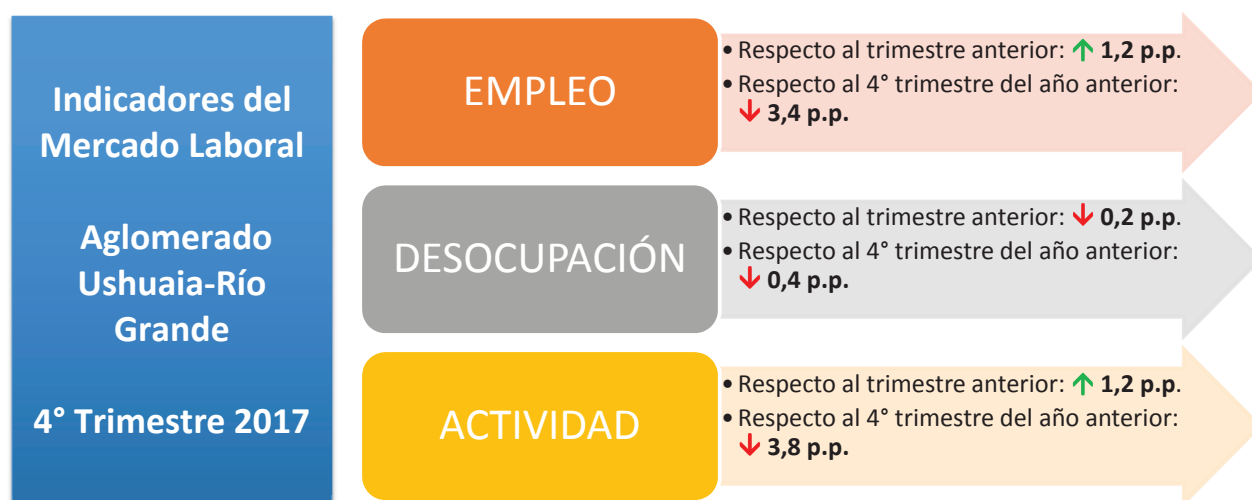 Indicadores del
Mercado Laboral
Aglomerado
Ushuaia-Río
Grande
4° Trimestre 2017
EMPLEO
• Respecto al trimestre anterior: ↑ 1,2 p.p.
• Respecto al 4° trimestre del año anterior:
↓ 3,4 p.p.
DESOCUPACIÓN
• Respecto al trimestre anterior: ↓ 0,2 p.p.
• Respecto al 4° trimestre del año anterior:
↓ 0,4 p.p.
ACTIVIDAD
• Respecto al trimestre anterior: ↑ 1,2 p.p.
• Respecto al 4° trimestre del año anterior:
↓ 3,8 p.p.